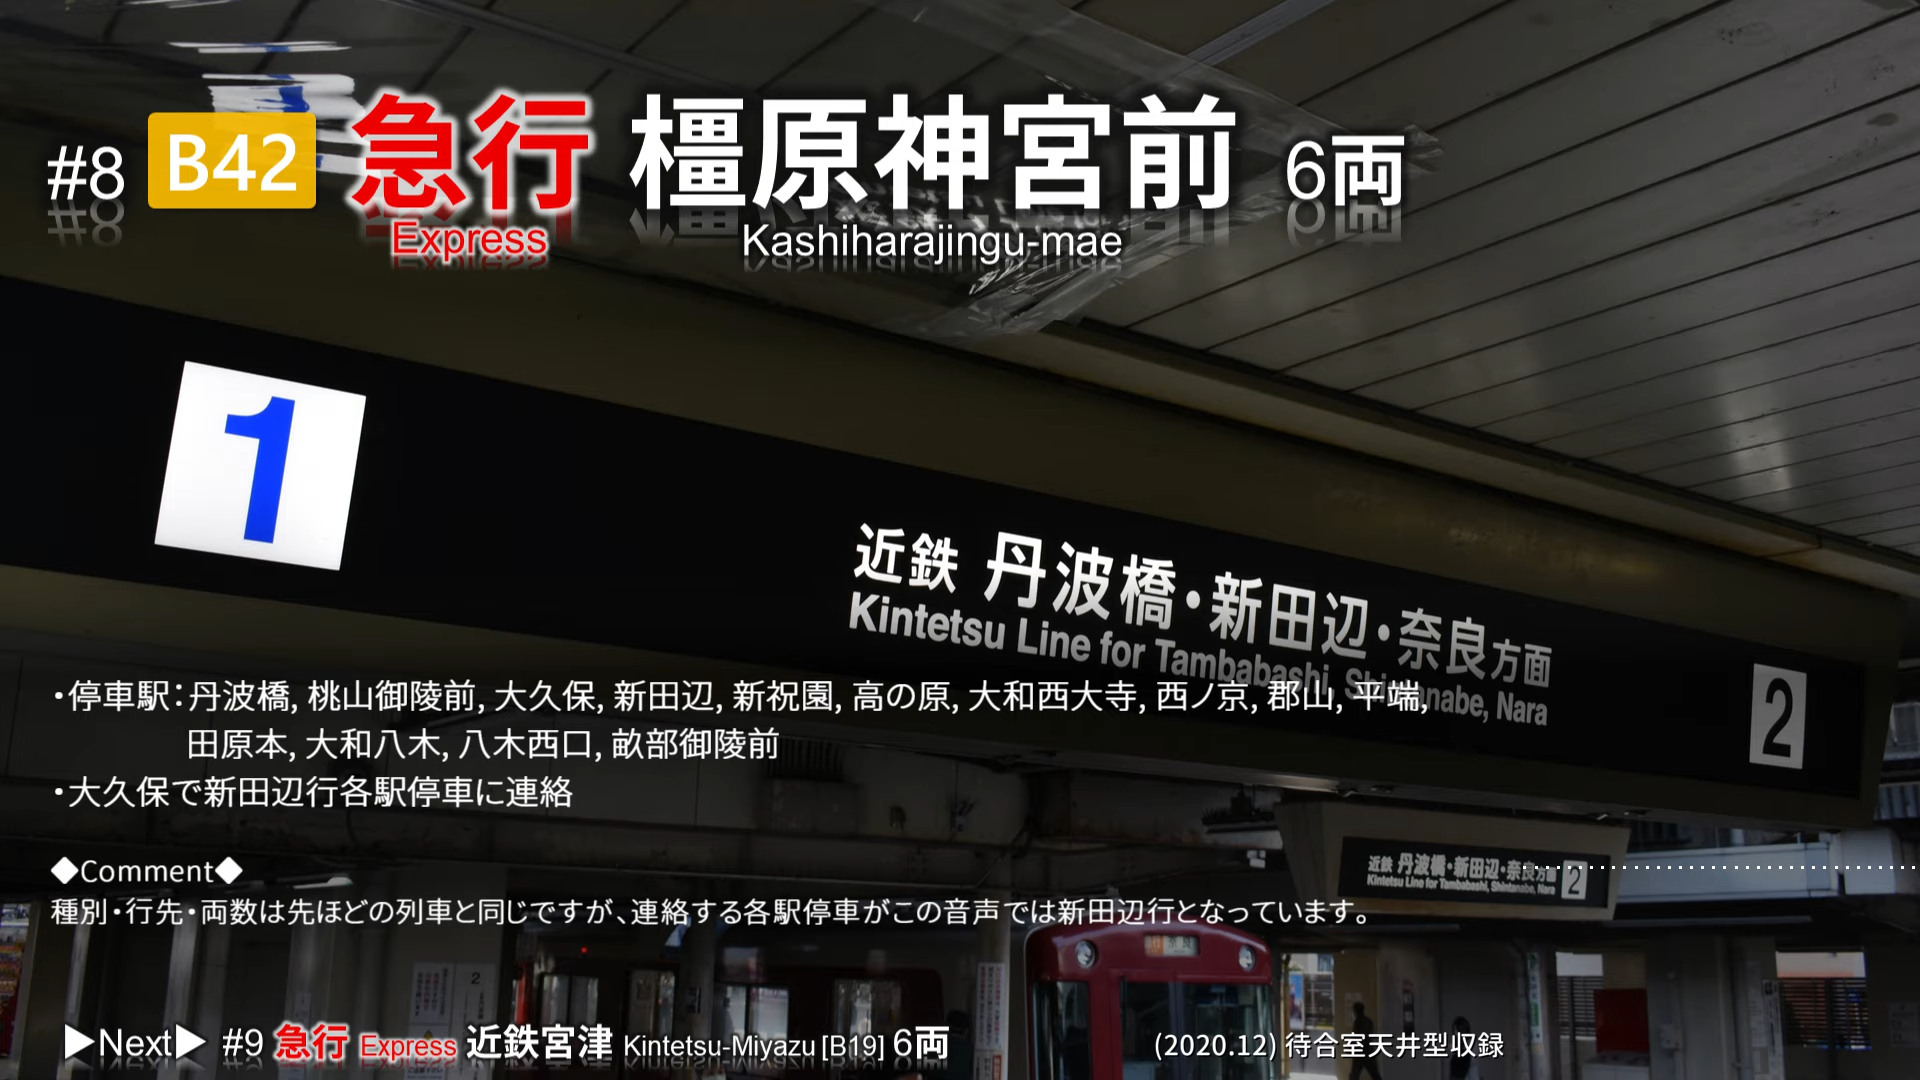 #8 B42 急行 橿原神宮前 6両
Express Kashiharajingu-mae
1
近鉄 丹波橋・新田辺・奈良方面
Kintetsu Line for Tambabashi, Shintanabe, Nara
2
・停車駅：丹波橋, 桃山御陵前, 大久保, 新田辺, 新祝園, 高の原, 大和西大寺, 西ノ京, 郡山, 平端,
田原本, 大和八木, 八木西口, 畝部御陵前
・大久保で新田辺行各駅停車に連絡
近鉄 丹波橋・新田辺・奈良方面 2
Kintetsu Line for Tambabashi, Shintanabe, Nara
◆Comment◆
種別・行先・両数は先ほどの列車と同じですが、連絡する各駅停車がこの音声では新田辺行となっています。
奈良
2
▶Next▶ #9 急行 Express 近鉄宮津 Kintetsu-Miyazu [B19] 6両
(2020.12) 待合室天井型収録